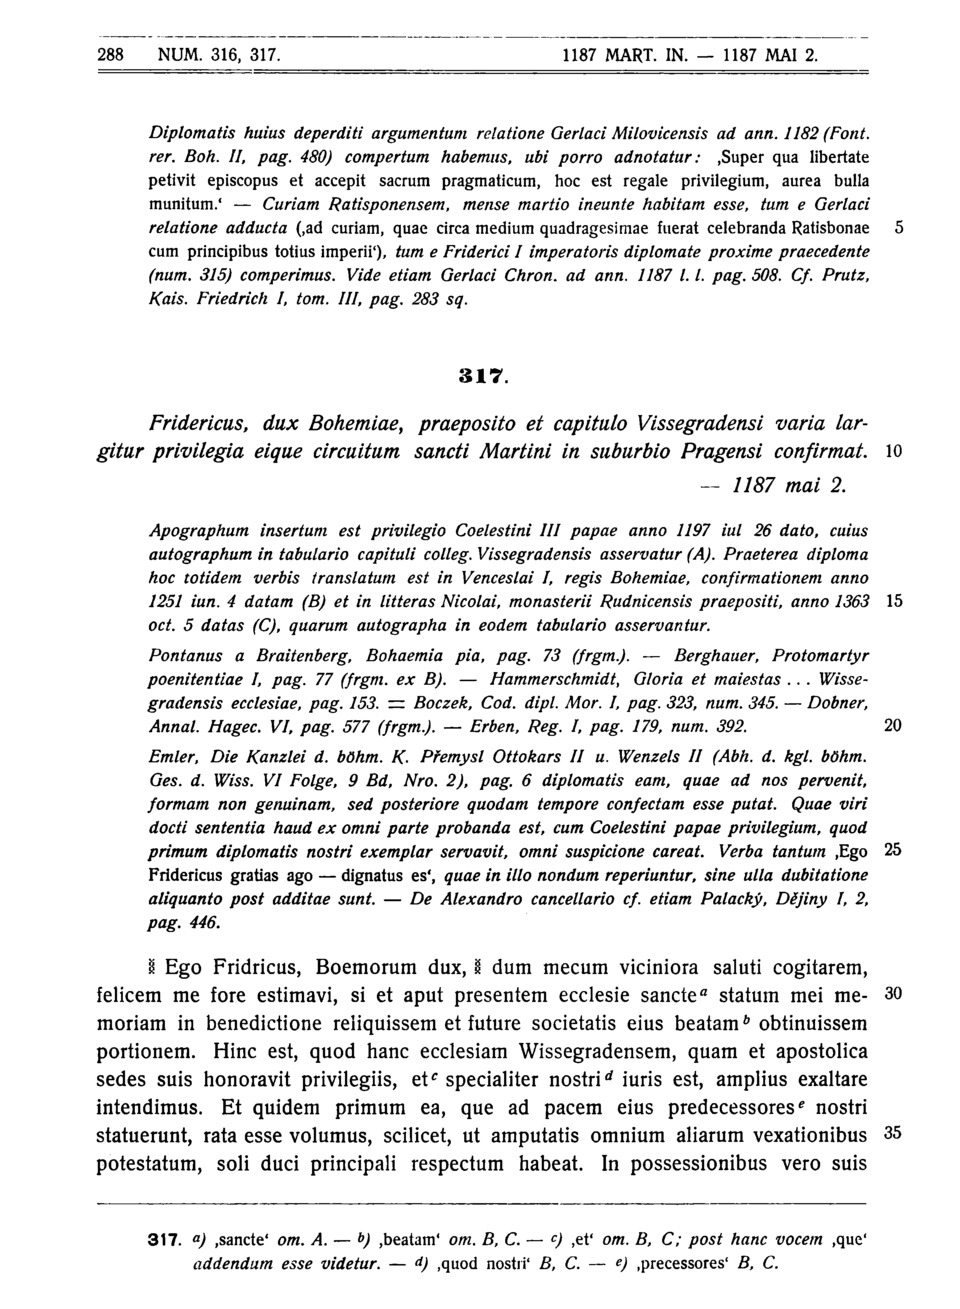 288 NUM. 316, 317. 1187 MART. IN. — 1187 MAI 2.
Diplomatis huius deperditi argumentum relatione Gerlaci Milovicensis ad ann. 1182 (Font.
rer. Boh. II, pag. 480) compertum habemus, ubi porro adnotatur: ‚Super qua libertate
petivit episcopus et accepit sacrum pragmaticum, hoc est regale privilegium, aurea bulla
munitum.‘ — Curiam Ratisponensem, mense martio ineunte habitam esse, tum e Gerlaci
relatione adducta (‚ad curiam, quae circa medium quadragesimae fuerat celebranda Ratisbonae 5
cum principibus totius imperii‘), tum e Friderici I imperatoris diplomate proxime praecedente
(num. 315) comperimus. Vide etiam Gerlaci Chron. ad ann. 1187 l. l. pag. 508. Cf. Prutz,
Kais. Friedrich I, tom. III, pag. 283 sq.
317.
Fridericus, dux Bohemiae, praeposito et capitulo Vissegradensi varia lar-
gitur privilegia eique circuitum sancti Martini in suburbio Pragensi confirmat. 10
— 1187 mai 2.
Apographum insertum est privilegio Coelestini III papae anno 1197 iul 26 dato, cuius
autographum in tabulario capituli colleg. Vissegradensis asservatur (A). Praeterea diploma
hoc totidem verbis translatum est in Venceslai I, regis Bohemiae, confirmationem anno
1251 iun. 4 datam (B) et in litteras Nicolai, monasterii Rudnicensis praepositi, anno 1363 15
oct. 5 datas (C), quarum autographa in eodem tabulario asservantur.
Pontanus a Braitenberg, Bohaemia pia, pag. 73 (frgm.). — Berghauer, Protomartyr
poenitentiae I, pag. 77 (frgm. ex B). — Hammerschmidt, Gloria et maiestas . . . Wisse-
gradensis ecclesiae, pag. 153. = Boczek, Cod. dipl. Mor. I, pag. 323, num. 345. — Dobner,
Annal. Hagec. VI, pag. 577 (frgm.). — Erben, Reg. I, pag. 179, num. 392. 20
Emler, Die Kanzlei d. böhm. K. Přemysl Ottokars II u. Wenzels II (Abh. d. kgl. böhm.
Ges. d. Wiss. VI Folge, 9 Bd, Nro. 2), pag. 6 diplomatis eam, quae ad nos pervenit,
formam non genuinam, sed posteriore quodam tempore confectam esse putat. Quae viri
docti sententia haud ex omni parte probanda est, cum Coelestini papae privilegium, quod
primum diplomatis nostri exemplar servavit, omni suspicione careat. Verba tantum ‚Ego 25
Fridericus gratias ago — dignatus es‘, quae in illo nondum reperiuntur, sine ulla dubitatione
aliquanto post additae sunt. — De Alexandro cancellario cf. etiam Palacký, Dějiny I, 2,
pag. 446.
⁑ Ego Fridricus, Boemorum dux, ⁑ dum mecum viciniora saluti cogitarem,
felicem me fore estimavi, si et aput presentem ecclesie sancte ᵃ statum mei me- 30
moriam in benedictione reliquissem et future societatis eius beatam ᵇ obtinuissem
portionem. Hinc est, quod hanc ecclesiam Wissegradensem, quam et apostolica
sedes suis honoravit privilegiis, et ᶜ specialiter nostri ᵈ iuris est, amplius exaltare
intendimus. Et quidem primum ea, que ad pacem eius predecessores ᵉ nostri
statuerunt, rata esse volumus, scilicet, ut amputatis omnium aliarum vexationibus 35
potestatum, soli duci principali respectum habeat. In possessionibus vero suis
317. a) ‚sancte‘ om. A. — b) ‚beatam‘ om. B, C. — c) ‚et‘ om. B, C; post hanc vocem ‚que‘
addendum esse videtur. — d) ‚quod nostri‘ B, C. — e) ‚precessores‘ B, C.